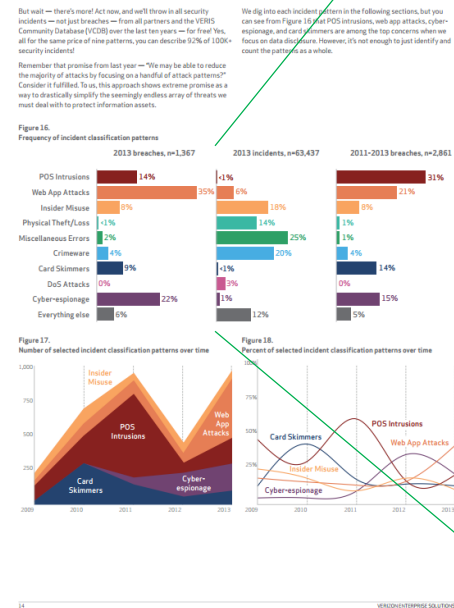 But wait — there's more! Act now, and we'll throw in all security
incidents — not just breaches — from all partners and the VERIS
Community Database (VCDB) over the last ten years — for free! Yes,
all for the same price of nine patterns, you can describe 92% of 100K+
security incidents!
Remember that promise from last year — "We may be able to reduce
the majority of attacks by focusing on a handful of attack patterns?"
Consider it fulfilled. To us, this approach shows extreme promise as a
way to drastically simplify the seemingly endless array of threats we
must deal with to protect information assets.
We dig into each incident pattern in the following sections, but you
can see from Figure 16 that POS intrusions, web app attacks, cyber-
espionage, and card skimmers are among the top concerns when we
focus on data disclosure. However, it's not enough to just identify and
count the patterns as a whole.
Figure 16.
Frequency of incident classification patterns
2013 breaches, n=1,367
2013 incidents, n=63,437
2011-2013 breaches, n=2,861
POS Intrusions 14% <1% 31%
Web App Attacks 35% 6% 21%
Insider Misuse 8% 18% 8%
Physical Theft/Loss <1% 14% 1%
Miscellaneous Errors 2% 25% 1%
Crimeware 4% 20% 4%
Card Skimmers 9% <1% 14%
DoS Attacks 0% 3% 0%
Cyber-espionage 22% 1% 15%
Everything else 6% 12% 5%
Figure 17.
Number of selected incident classification patterns over time
1,000
750
500
250
Insider
Misuse
POS
Intrusions
Web
App
Attacks
Card
Skimmers
Cyber-
espionage
2009 2010 2011 2012 2013
Figure 18.
Percent of selected incident classification patterns over time
100%
75%
50%
25%
POS Intrusions
Card Skimmers
Web App Attacks
Insider Misuse
Cyber-espionage
2009 2010 2011 2012 2013
14
VERIZON ENTERPRISE SOLUTIONS